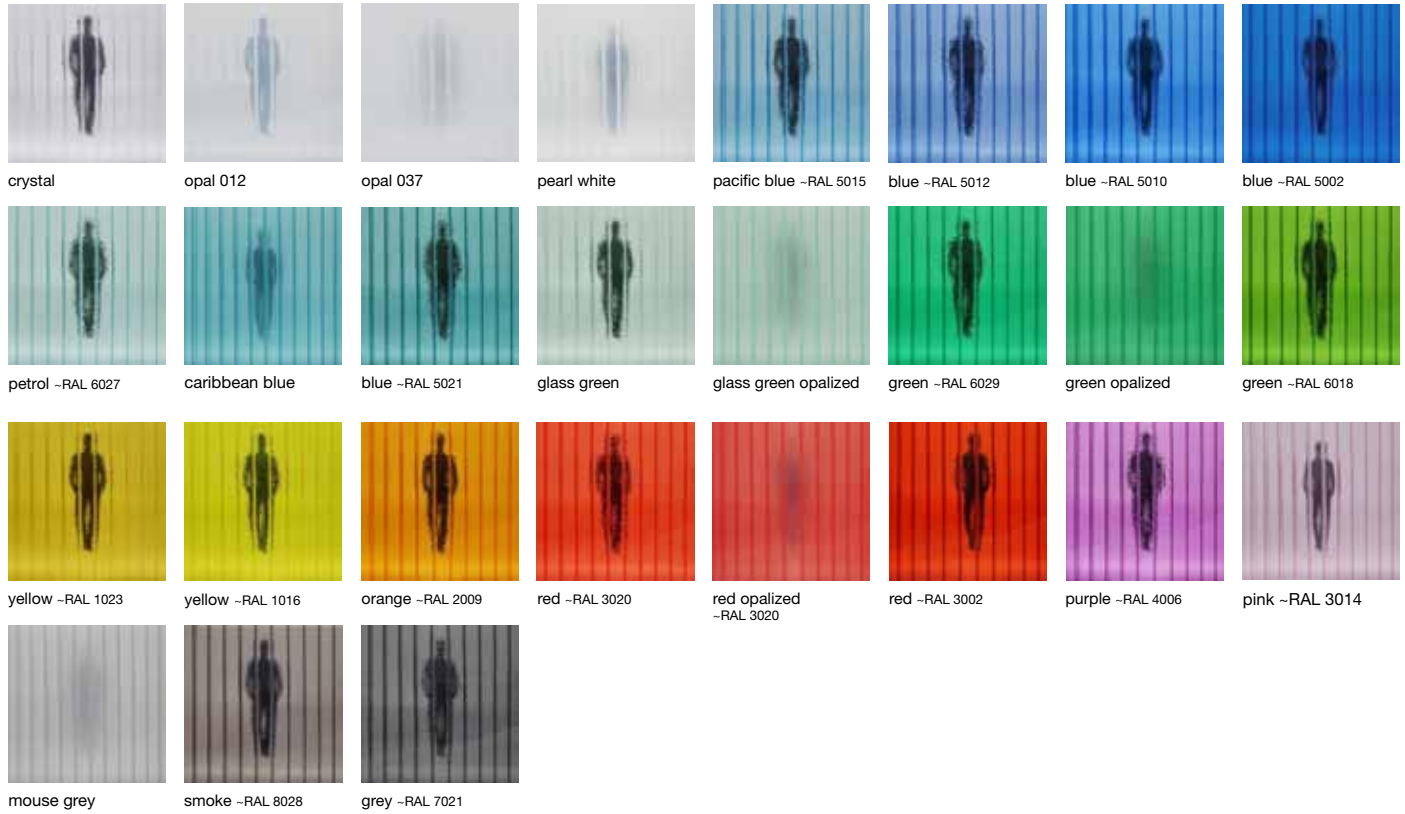 crystal
opal 012
opal 037
pearl white
pacific blue ~RAL 5015
blue ~RAL 5012
blue ~RAL 5010
blue ~RAL 5002
petrol ~RAL 6027
caribbean blue
blue ~RAL 5021
glass green
glass green opalized
green ~RAL 6029
green opalized
green ~RAL 6018
yellow ~RAL 1023
yellow ~RAL 1016
orange ~RAL 2009
red ~RAL 3020
red opalized
~RAL 3020
red ~RAL 3002
purple ~RAL 4006
pink ~RAL 3014
mouse grey
smoke ~RAL 8028
grey ~RAL 7021